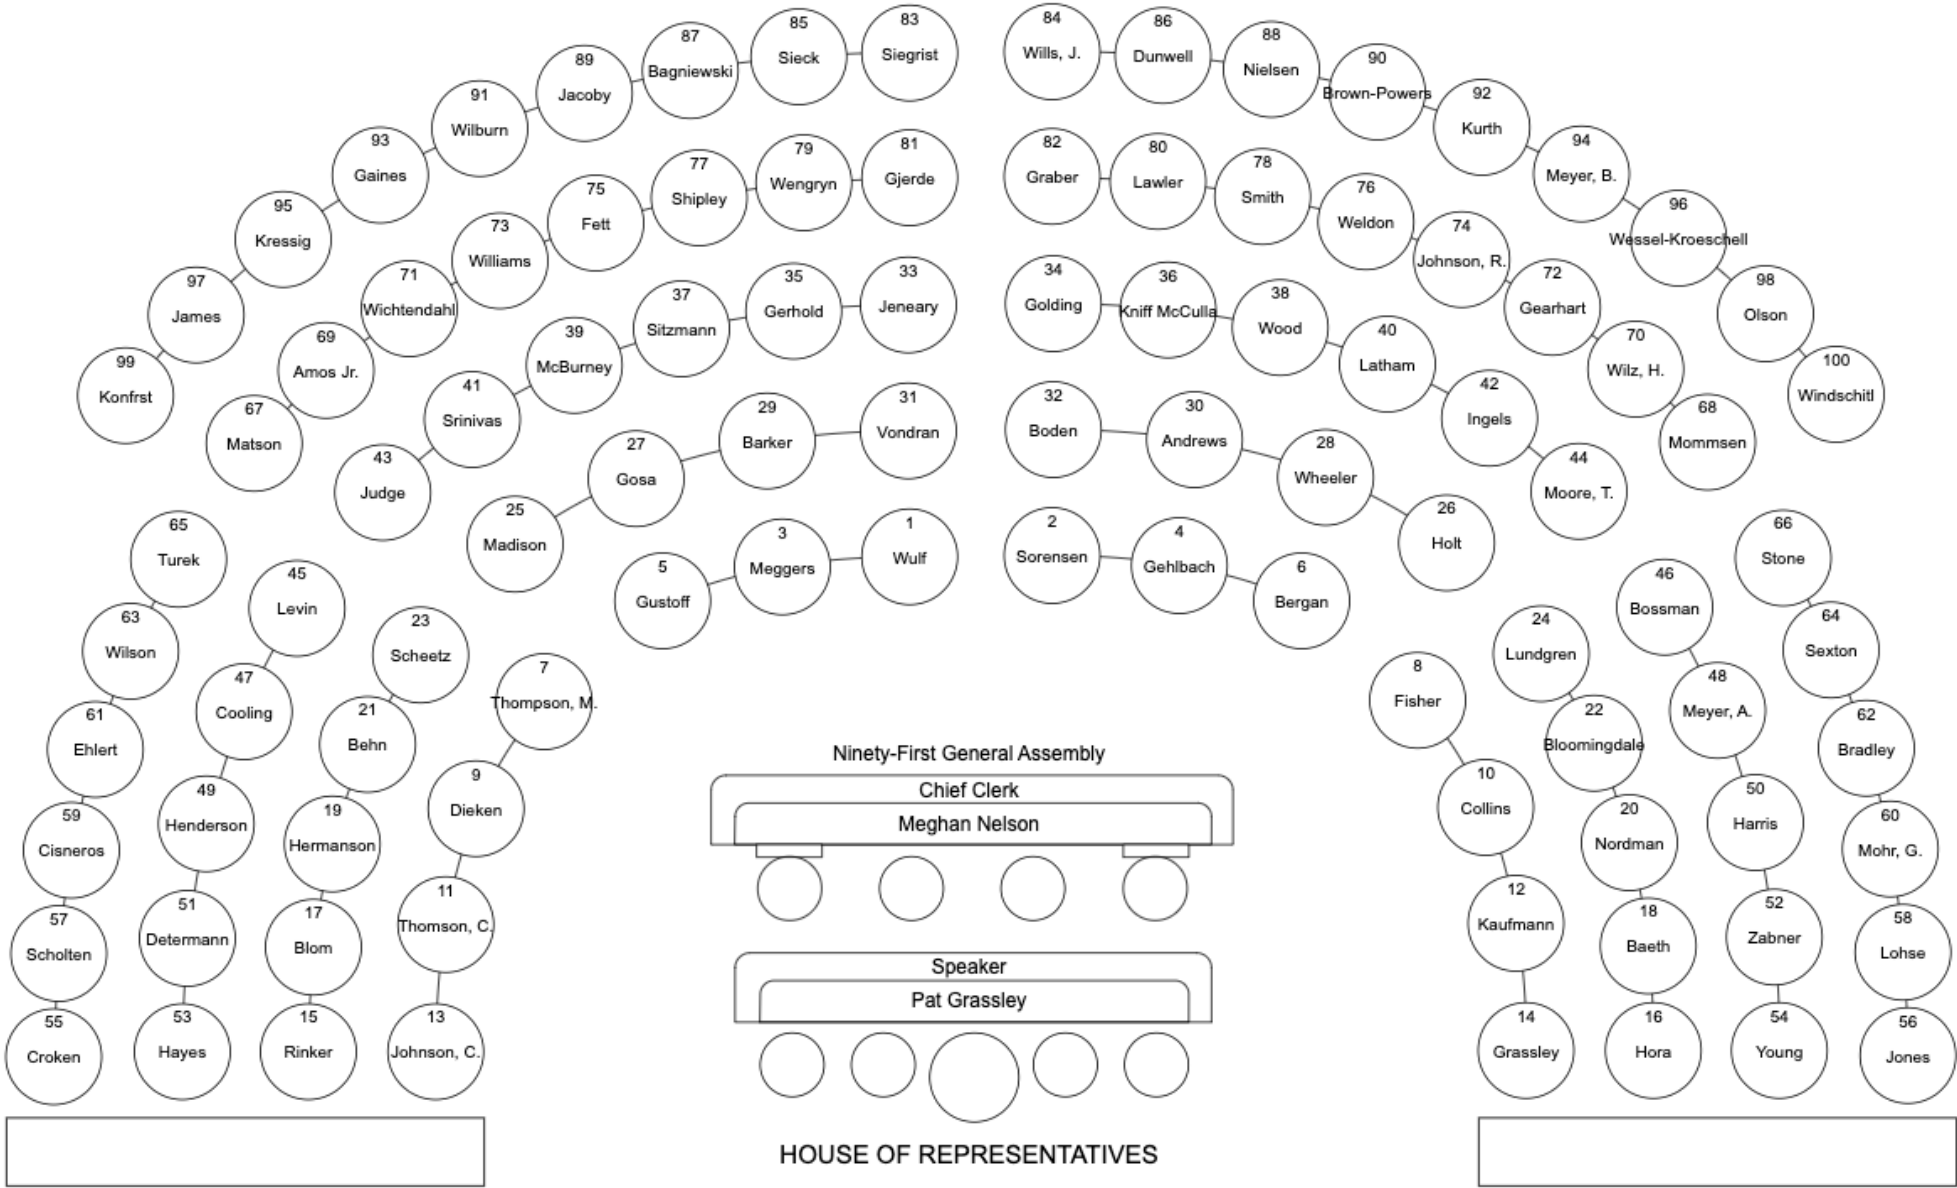 83
Siegrist
85
Sieck
87
Bagniewski
89
Jacoby
91
Wilburn
93
Gaines
95
Kressig
97
James
99
Konfrst
84
Wills, J.
86
Dunwell
88
Nielsen
90
Brown-Powers
92
Kurth
94
Meyer, B.
96
Wessel-Kroeschell
98
Olson
100
Windschitl
81
Gjerde
79
Wengryn
77
Shipley
75
Fett
73
Williams
71
Wichtendahl
69
Amos Jr.
67
Matson
82
Graber
80
Lawler
78
Smith
76
Weldon
74
Johnson, R.
72
Gearhart
70
Wilz, H.
68
Mommsen
33
Jeneary
35
Gerhold
37
Sitzmann
39
McBurney
41
Srinivas
43
Judge
34
Golding
36
Kniff McCulla
38
Wood
40
Latham
42
Ingels
44
Moore, T.
31
Vondran
29
Barker
27
Gosa
25
Madison
32
Boden
30
Andrews
28
Wheeler
26
Holt
1
Wulf
3
Meggers
5
Gustoff
2
Sorensen
4
Gehlbach
6
Bergan
65
Turek
63
Wilson
61
Ehlert
59
Cisneros
57
Scholten
55
Croken
45
Levin
47
Cooling
49
Henderson
51
Determann
53
Hayes
23
Scheetz
21
Behn
19
Hermanson
17
Blom
15
Rinker
7
Thompson, M.
9
Dieken
11
Thomson, C.
13
Johnson, C.
8
Fisher
10
Collins
12
Kaufmann
14
Grassley
24
Lundgren
22
Bloomingdale
20
Nordman
18
Baeth
16
Hora
46
Bossman
48
Meyer, A.
50
Harris
52
Zabner
54
Young
66
Stone
64
Sexton
62
Bradley
60
Mohr, G.
58
Lohse
56
Jones
Ninety-First General Assembly
Chief Clerk
Meghan Nelson
Speaker
Pat Grassley
HOUSE OF REPRESENTATIVES